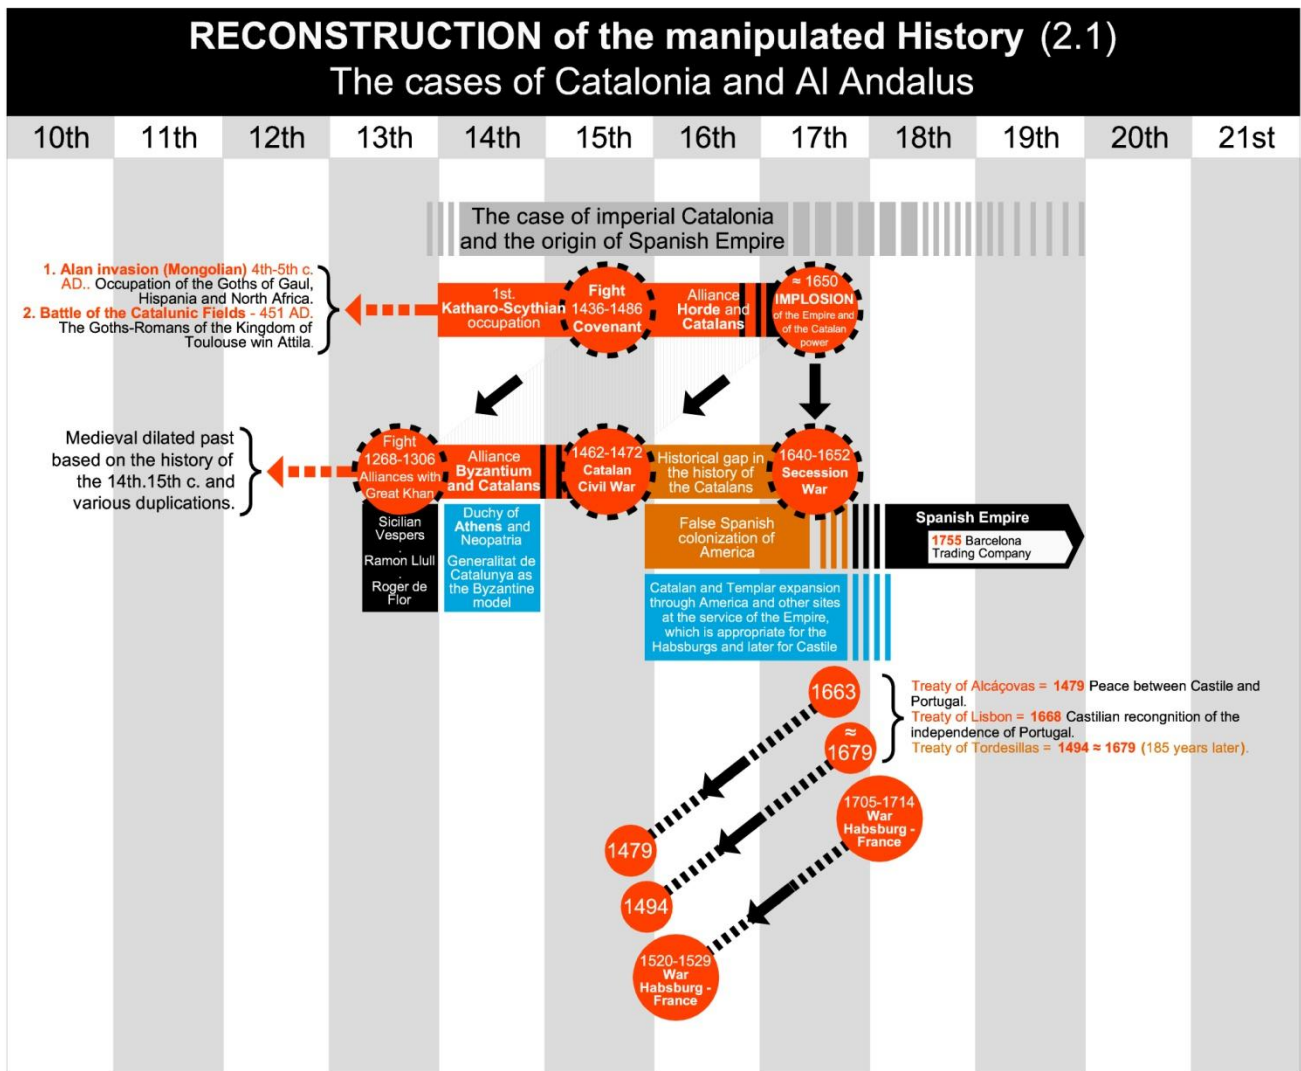 RECONSTRUCTION of the manipulated History (2.1)
The cases of Catalonia and Al Andalus
10th 11th 12th 13th 14th 15th 16th 17th 18th 19th 20th 21st
The case of imperial Catalonia
and the origin of Spanish Empire
1. Alan invasion (Mongolian) 4th-5th c.
AD.. Occupation of the Goths of Gaul,
Hispania and North Africa.
2. Battle of the Catalunic Fields - 451 AD.
The Goths-Romans of the Kingdom of
Toulouse win Attila.
1st.
Katharo-Scythian
occupation
Fight
1436-1486
Covenant
Alliance
Horde and
Catalans
≈ 1650
IMPLOSION
of the Empire and
of the Catalan
power
Medieval dilated past
based on the history of
the 14th.15th c. and
various duplications.
Fight
1268-1306
Alliances with
Great Khan
Alliance
Byzantium
and Catalans
1462-1472
Catalan
Civil War
Historical gap in
the history of
the Catalans
1640-1652
Secession
War
Sicilian
Vespers
.
Ramon Llull
.
Roger de
Flor
Duchy of
Athens and
Neopatria
Generalitat de
Catalunya as
the Byzantine
model
False Spanish
colonization of
America
Spanish Empire
1755 Barcelona
Trading Company
Catalan and Templar expansion
through America and other sites
at the service of the Empire,
which is appropriate for the
Habsburgs and later for Castile
1663
≈
1679
Treaty of Alcáçovas = 1479 Peace between Castile and
Portugal.
Treaty of Lisbon = 1668 Castilian recongnition of the
independence of Portugal.
Treaty of Tordesillas = 1494 ≈ 1679 (185 years later).
1705-1714
War
Habsburg -
France
1479
1494
1520-1529
War
Habsburg -
France